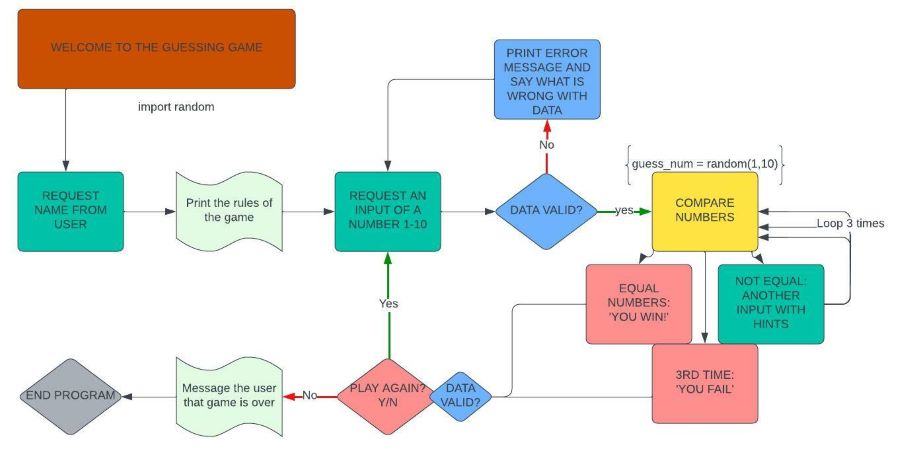 WELCOME TO THE GUESSING GAME
import random
PRINT ERROR
MESSAGE AND
SAY WHAT IS
WRONG WITH
DATA
No
{guess_num = random(1,10)}
REQUEST
NAME FROM
USER
Print the rules of
the game
REQUEST AN
INPUT OF A
NUMBER 1-10
DATA VALID?
yes
COMPARE
NUMBERS
Loop 3 times
EQUAL
NUMBERS:
'YOU WIN!'
NOT EQUAL:
ANOTHER
INPUT WITH
HINTS
Yes
3RD TIME:
'YOU FAIL'
DATA
VALID?
PLAY AGAIN?
Y/N
No
Message the user
that game is over
END PROGRAM